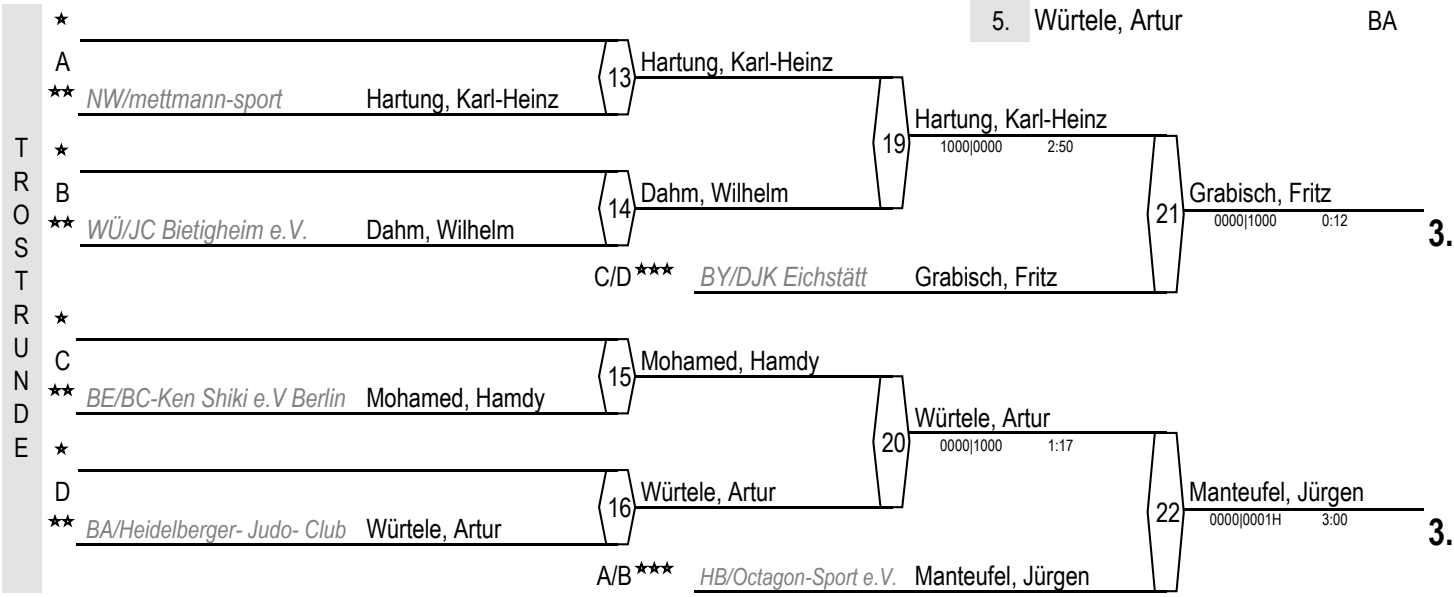 5. Würtele, Artur BA
TROSTRUNDE
★
A
13 Hartung, Karl-Heinz
★★ NW/mettmann-sport Hartung, Karl-Heinz
19 Hartung, Karl-Heinz
1000|0000 2:50
★
B
14 Dahm, Wilhelm
★★ WÜ/JC Bietigheim e.V. Dahm, Wilhelm
21 Grabisch, Fritz
0000|1000 0:12
3.
C/D ★★★ BY/DJK Eichstätt Grabisch, Fritz
★
C
15 Mohamed, Hamdy
★★ BE/BC-Ken Shiki e.V Berlin Mohamed, Hamdy
20 Würtele, Artur
0000|1000 1:17
★
D
16 Würtele, Artur
★★ BA/Heidelberger- Judo- Club Würtele, Artur
22 Manteufel, Jürgen
0000|0001H 3:00
3.
A/B ★★★ HB/Octagon-Sport e.V. Manteufel, Jürgen